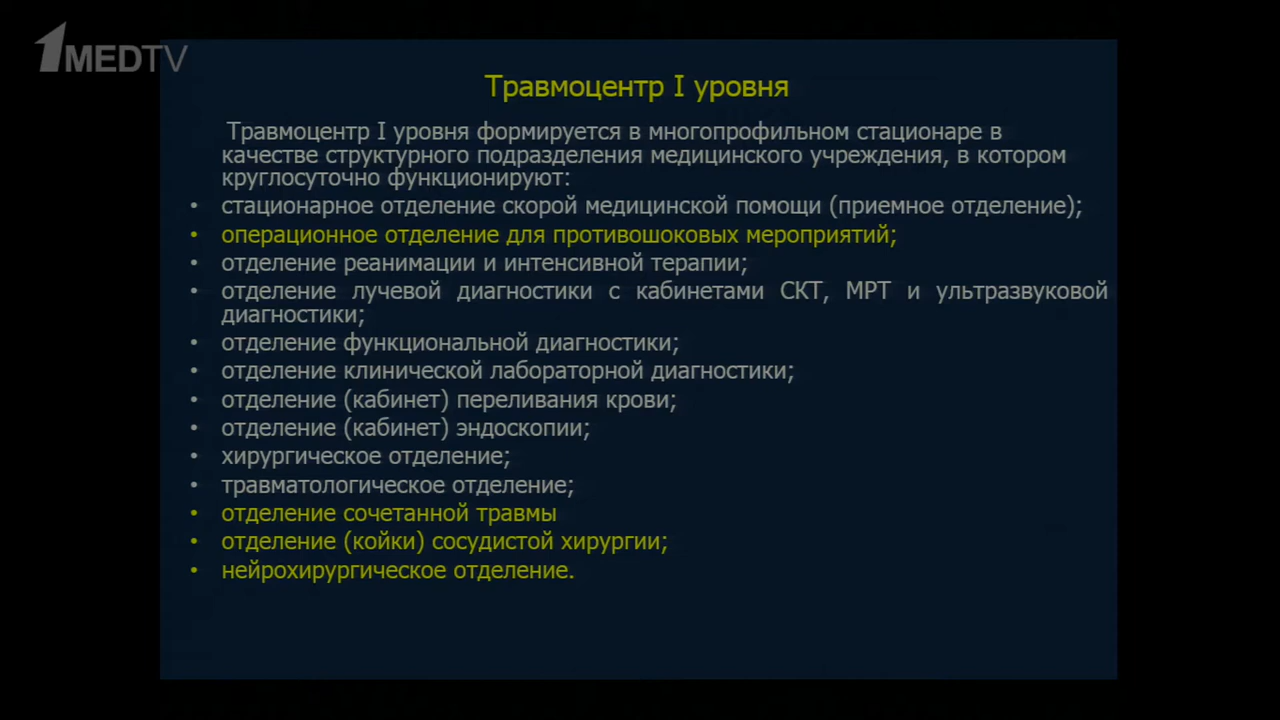 1MEDTV
Травмоцентр I уровня
Травмоцентр I уровня формируется в многопрофильном стационаре в
качестве структурного подразделения медицинского учреждения, в котором
круглосуточно функционируют:
• стационарное отделение скорой медицинской помощи (приемное отделение);
• операционное отделение для противошоковых мероприятий;
• отделение реанимации и интенсивной терапии;
• отделение лучевой диагностики с кабинетами СКТ, МРТ и ультразвуковой
диагностики;
• отделение функциональной диагностики;
• отделение клинической лабораторной диагностики;
• отделение (кабинет) переливания крови;
• отделение (кабинет) эндоскопии;
• хирургическое отделение;
• травматологическое отделение;
• отделение сочетанной травмы
• отделение (койки) сосудистой хирургии;
• нейрохирургическое отделение.